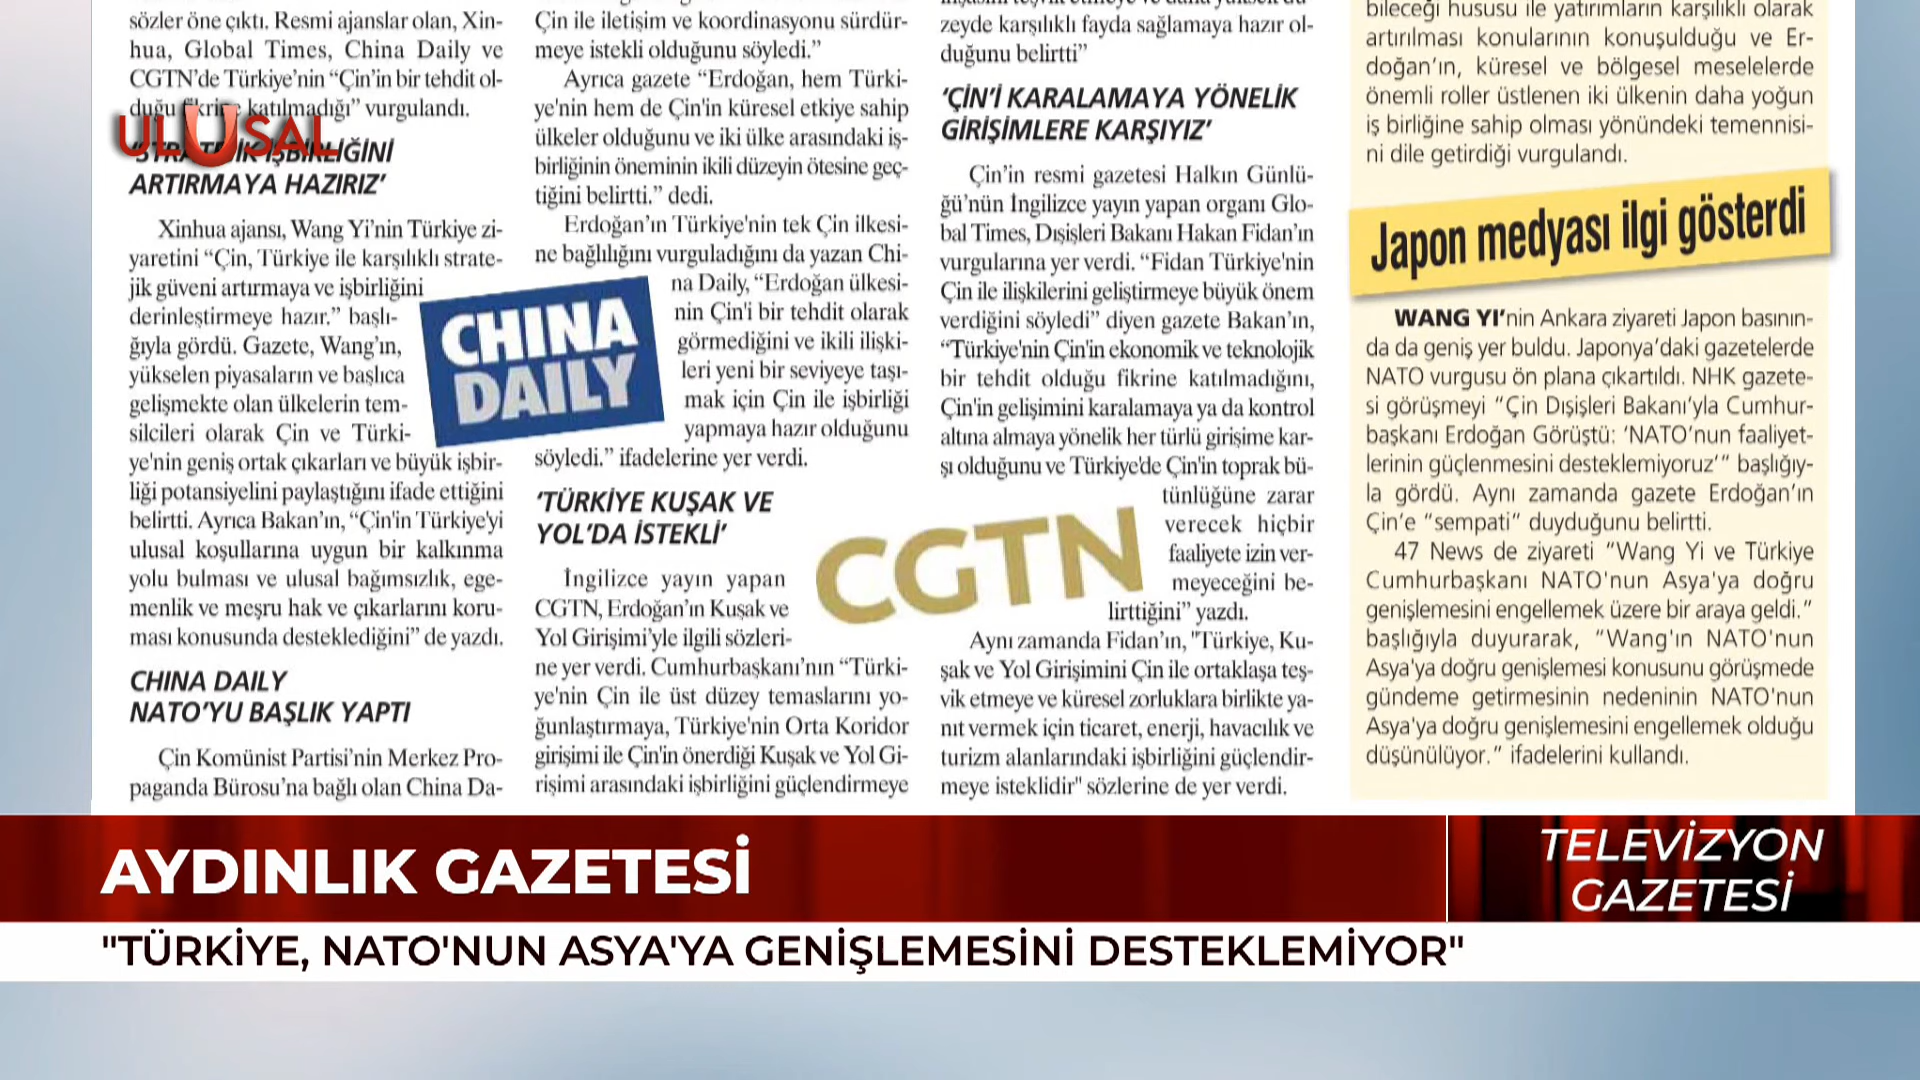 sözler öne çıktı. Resmi ajanslar olan, Xin-
hua, Global Times, China Daily ve
CGTN’de Türkiye’nin “Çin’in bir tehdit ol-
duğu fikrine katılmadığı” vurgulandı.
ULUSAL
‘STRATEJİK İŞBİRLİĞİNİ
ARTIRMAYA HAZIRIZ’
Xinhua ajansı, Wang Yi’nin Türkiye zi-
yaretini “Çin, Türkiye ile karşılıklı strate-
jik güveni artırmaya ve işbirliğini
derinleştirmeye hazır.” başlı-
ğıyla gördü. Gazete, Wang’ın,
yükselen piyasaların ve başlıca
gelişmekte olan ülkelerin tem-
silcileri olarak Çin ve Türki-
ye'nin geniş ortak çıkarları ve büyük işbir-
liği potansiyelini paylaştığını ifade ettiğini
belirtti. Ayrıca Bakan’ın, “Çin'in Türkiye'yi
ulusal koşullarına uygun bir kalkınma
yolu bulması ve ulusal bağımsızlık, ege-
menlik ve meşru hak ve çıkarlarını koru-
ması konusunda desteklediğini” de yazdı.
CHINA DAILY
NATO’YU BAŞLIK YAPTI
Çin Komünist Partisi’nin Merkez Pro-
paganda Bürosu’na bağlı olan China Da-
Çin ile iletişim ve koordinasyonu sürdür-
meye istekli olduğunu söyledi.”
Ayrıca gazete “Erdoğan, hem Türki-
ye'nin hem de Çin'in küresel etkiye sahip
ülkeler olduğunu ve iki ülke arasındaki iş-
birliğinin öneminin ikili düzeyin ötesine geç-
tiğini belirtti.” dedi.
Erdoğan’ın Türkiye'nin tek Çin ilkesi-
ne bağlılığını vurguladığını da yazan Chi-
na Daily, “Erdoğan ülkesi-
nin Çin'i bir tehdit olarak
görmediğini ve ikili ilişki-
leri yeni bir seviyeye taşı-
mak için Çin ile işbirliği
yapmaya hazır olduğunu
söyledi.” ifadelerine yer verdi.
CHINA
DAILY
‘TÜRKİYE KUŞAK VE
YOL’DA İSTEKLİ’
İngilizce yayın yapan
CGTN, Erdoğan’ın Kuşak ve
Yol Girişimi’yle ilgili sözleri-
ne yer verdi. Cumhurbaşkanı’nın “Türki-
ye'nin Çin ile üst düzey temaslarını yo-
ğunlaştırmaya, Türkiye'nin Orta Koridor
girişimi ile Çin'in önerdiği Kuşak ve Yol Gi-
rişimi arasındaki işbirliğini güçlendirmeye
zeyde karşılıklı fayda sağlamaya hazır ol-
duğunu belirtti”
‘ÇİN’İ KARALAMAYA YÖNELİK
GİRİŞİMLERE KARŞIYIZ’
Çin’in resmi gazetesi Halkın Günlü-
ğü’nün İngilizce yayın yapan organı Glo-
bal Times, Dışişleri Bakanı Hakan Fidan’ın
vurgularına yer verdi. “Fidan Türkiye'nin
Çin ile ilişkilerini geliştirmeye büyük önem
verdiğini söyledi” diyen gazete Bakan’ın,
“Türkiye'nin Çin'in ekonomik ve teknolojik
bir tehdit olduğu fikrine katılmadığını,
Çin'in gelişimini karalamaya ya da kontrol
altına almaya yönelik her türlü girişime kar-
şı olduğunu ve Türkiye'de Çin'in toprak bü-
tünlüğüne zarar
verecek hiçbir
faaliyete izin ver-
meyeceğini be-
lirttiğini” yazdı.
CGTN
Aynı zamanda Fidan’ın, "Türkiye, Ku-
şak ve Yol Girişimini Çin ile ortaklaşa teş-
vik etmeye ve küresel zorluklara birlikte ya-
nıt vermek için ticaret, enerji, havacılık ve
turizm alanlarındaki işbirliğini güçlendir-
meye isteklidir" sözlerine de yer verdi.
bileceği hususu ile yatırımların karşılıklı olarak
artırılması konularının konuşulduğu ve Er-
doğan’ın, küresel ve bölgesel meselelerde
önemli roller üstlenen iki ülkenin daha yoğun
iş birliğine sahip olması yönündeki temennisi-
ni dile getirdiği vurgulandı.
Japon medyası ilgi gösterdi
WANG YI’nin Ankara ziyareti Japon basının-
da da geniş yer buldu. Japonya’daki gazetelerde
NATO vurgusu ön plana çıkartıldı. NHK gazete-
si görüşmeyi “Çin Dışişleri Bakanı’yla Cumhur-
başkanı Erdoğan Görüştü: ‘NATO’nun faaliyet-
lerinin güçlenmesini desteklemiyoruz’” başlığıy-
la gördü. Aynı zamanda gazete Erdoğan’ın
Çin’e “sempati” duyduğunu belirtti.
47 News de ziyareti “Wang Yi ve Türkiye
Cumhurbaşkanı NATO'nun Asya'ya doğru
genişlemesini engellemek üzere bir araya geldi.”
başlığıyla duyurarak, “Wang'ın NATO'nun
Asya'ya doğru genişlemesi konusunu görüşmede
gündeme getirmesinin nedeninin NATO'nun
Asya'ya doğru genişlemesini engellemek olduğu
düşünülüyor.” ifadelerini kullandı.
AYDINLIK GAZETESİ
TELEVİZYON
GAZETESİ
"TÜRKİYE, NATO'NUN ASYA'YA GENİŞLEMESİNİ DESTEKLEMİYOR"